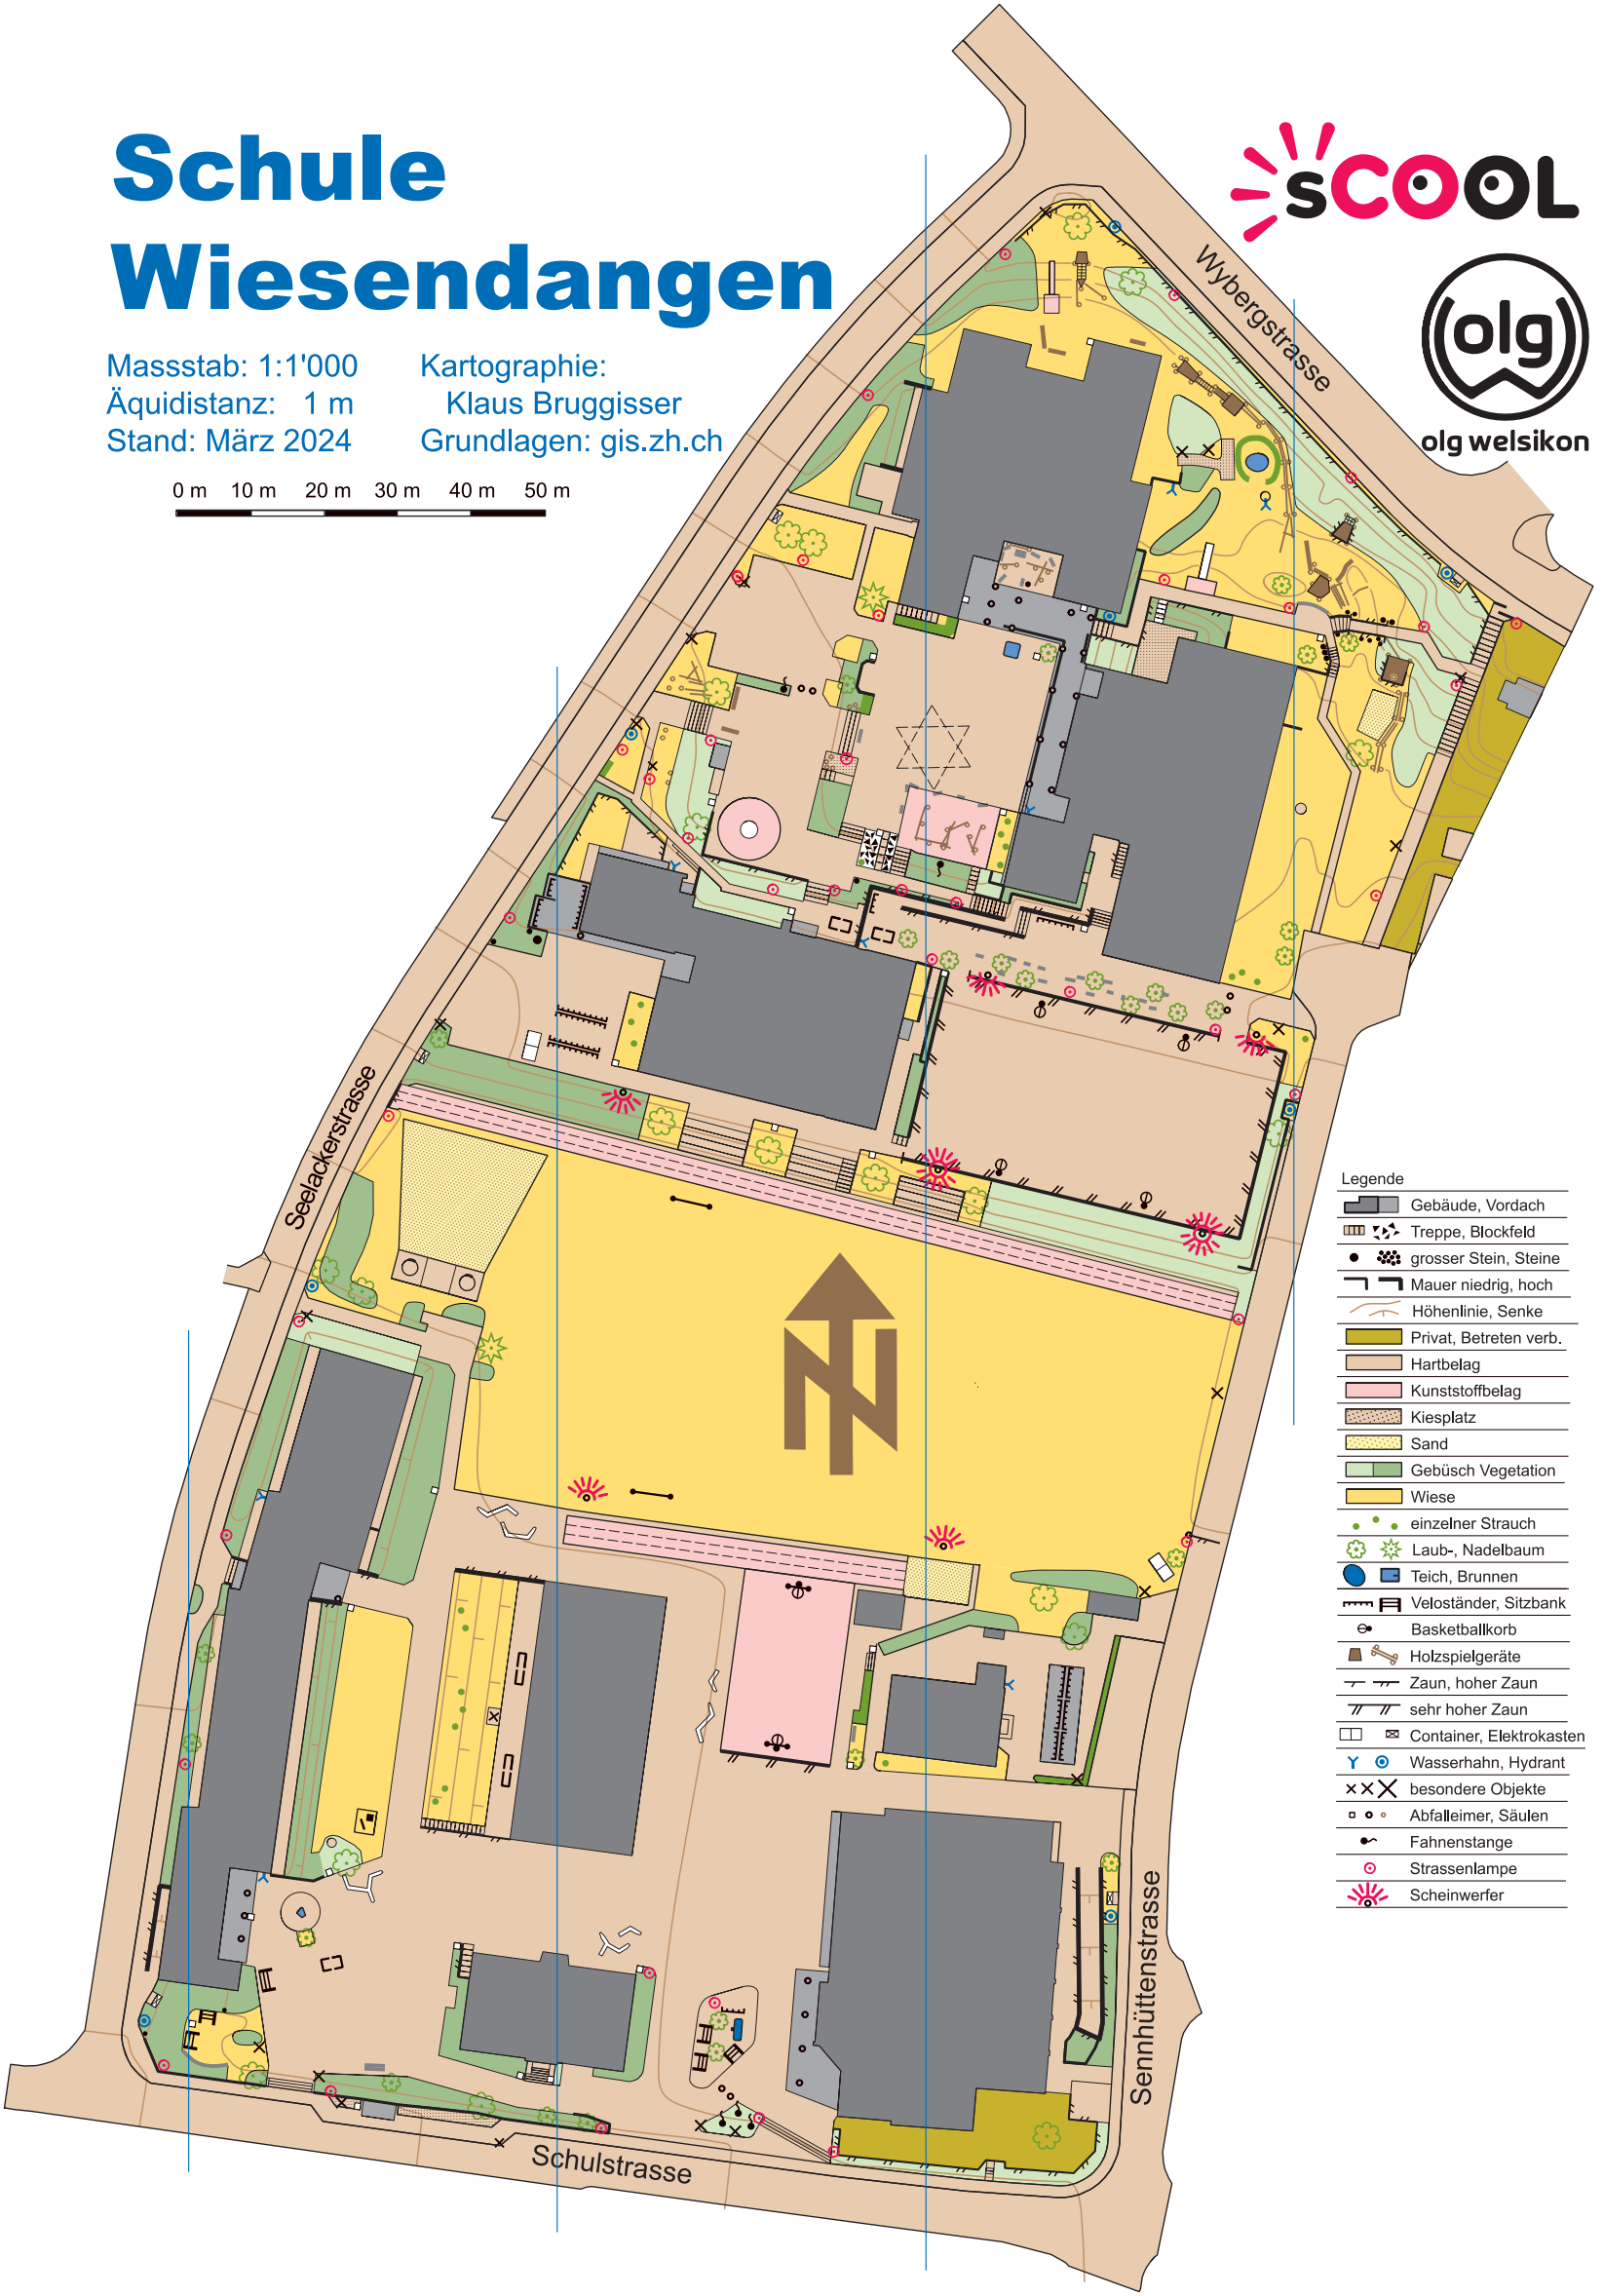 Schule
Wiesendangen
Massstab: 1:1'000
Äquidistanz: 1 m
Stand: März 2024
Kartographie:
Klaus Bruggisser
Grundlagen: gis.zh.ch
0 m 10 m 20 m 30 m 40 m 50 m
sCOOL
olg
olg welsikon
Wybergstrasse
Seelackerstrasse
N
Sennhüttenstrasse
Schulstrasse
Legende
Gebäude, Vordach
Treppe, Blockfeld
grosser Stein, Steine
Mauer niedrig, hoch
Höhenlinie, Senke
Privat, Betreten verb.
Hartbelag
Kunststoffbelag
Kiesplatz
Sand
Gebüsch Vegetation
Wiese
einzelner Strauch
Laub-, Nadelbaum
Teich, Brunnen
Veloständer, Sitzbank
Basketballkorb
Holzspielgeräte
Zaun, hoher Zaun
sehr hoher Zaun
Container, Elektrokasten
Wasserhahn, Hydrant
besondere Objekte
Abfalleimer, Säulen
Fahnenstange
Strassenlampe
Scheinwerfer